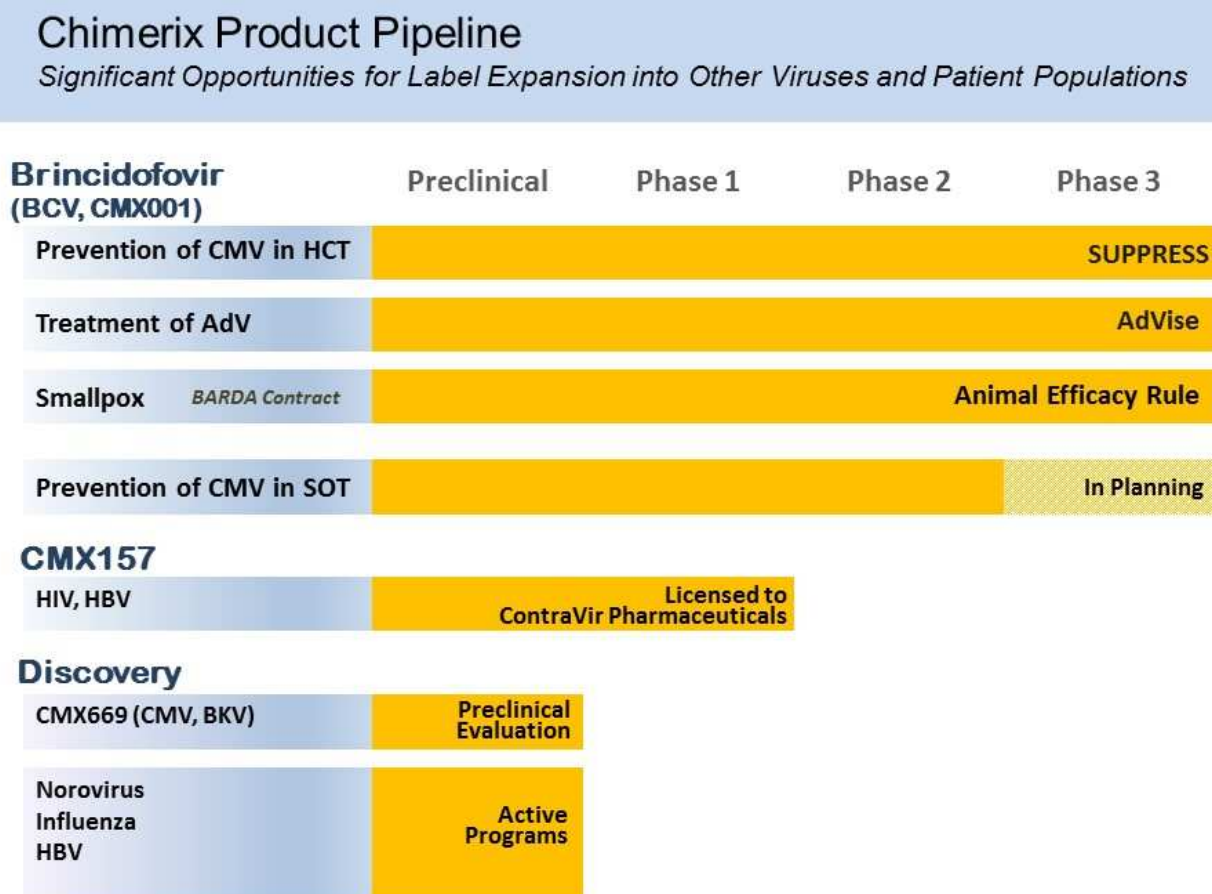 Chimerix Product Pipeline
Significant Opportunities for Label Expansion into Other Viruses and Patient Populations
Brincidofovir
(BCV, CMX001)
Preclinical Phase 1 Phase 2 Phase 3
Prevention of CMV in HCT SUPPRESS
Treatment of AdV AdVise
Smallpox BARDA Contract Animal Efficacy Rule
Prevention of CMV in SOT In Planning
CMX157
HIV, HBV
Licensed to
ContraVir Pharmaceuticals
Discovery
CMX669 (CMV, BKV)
Preclinical
Evaluation
Norovirus
Influenza
HBV
Active
Programs